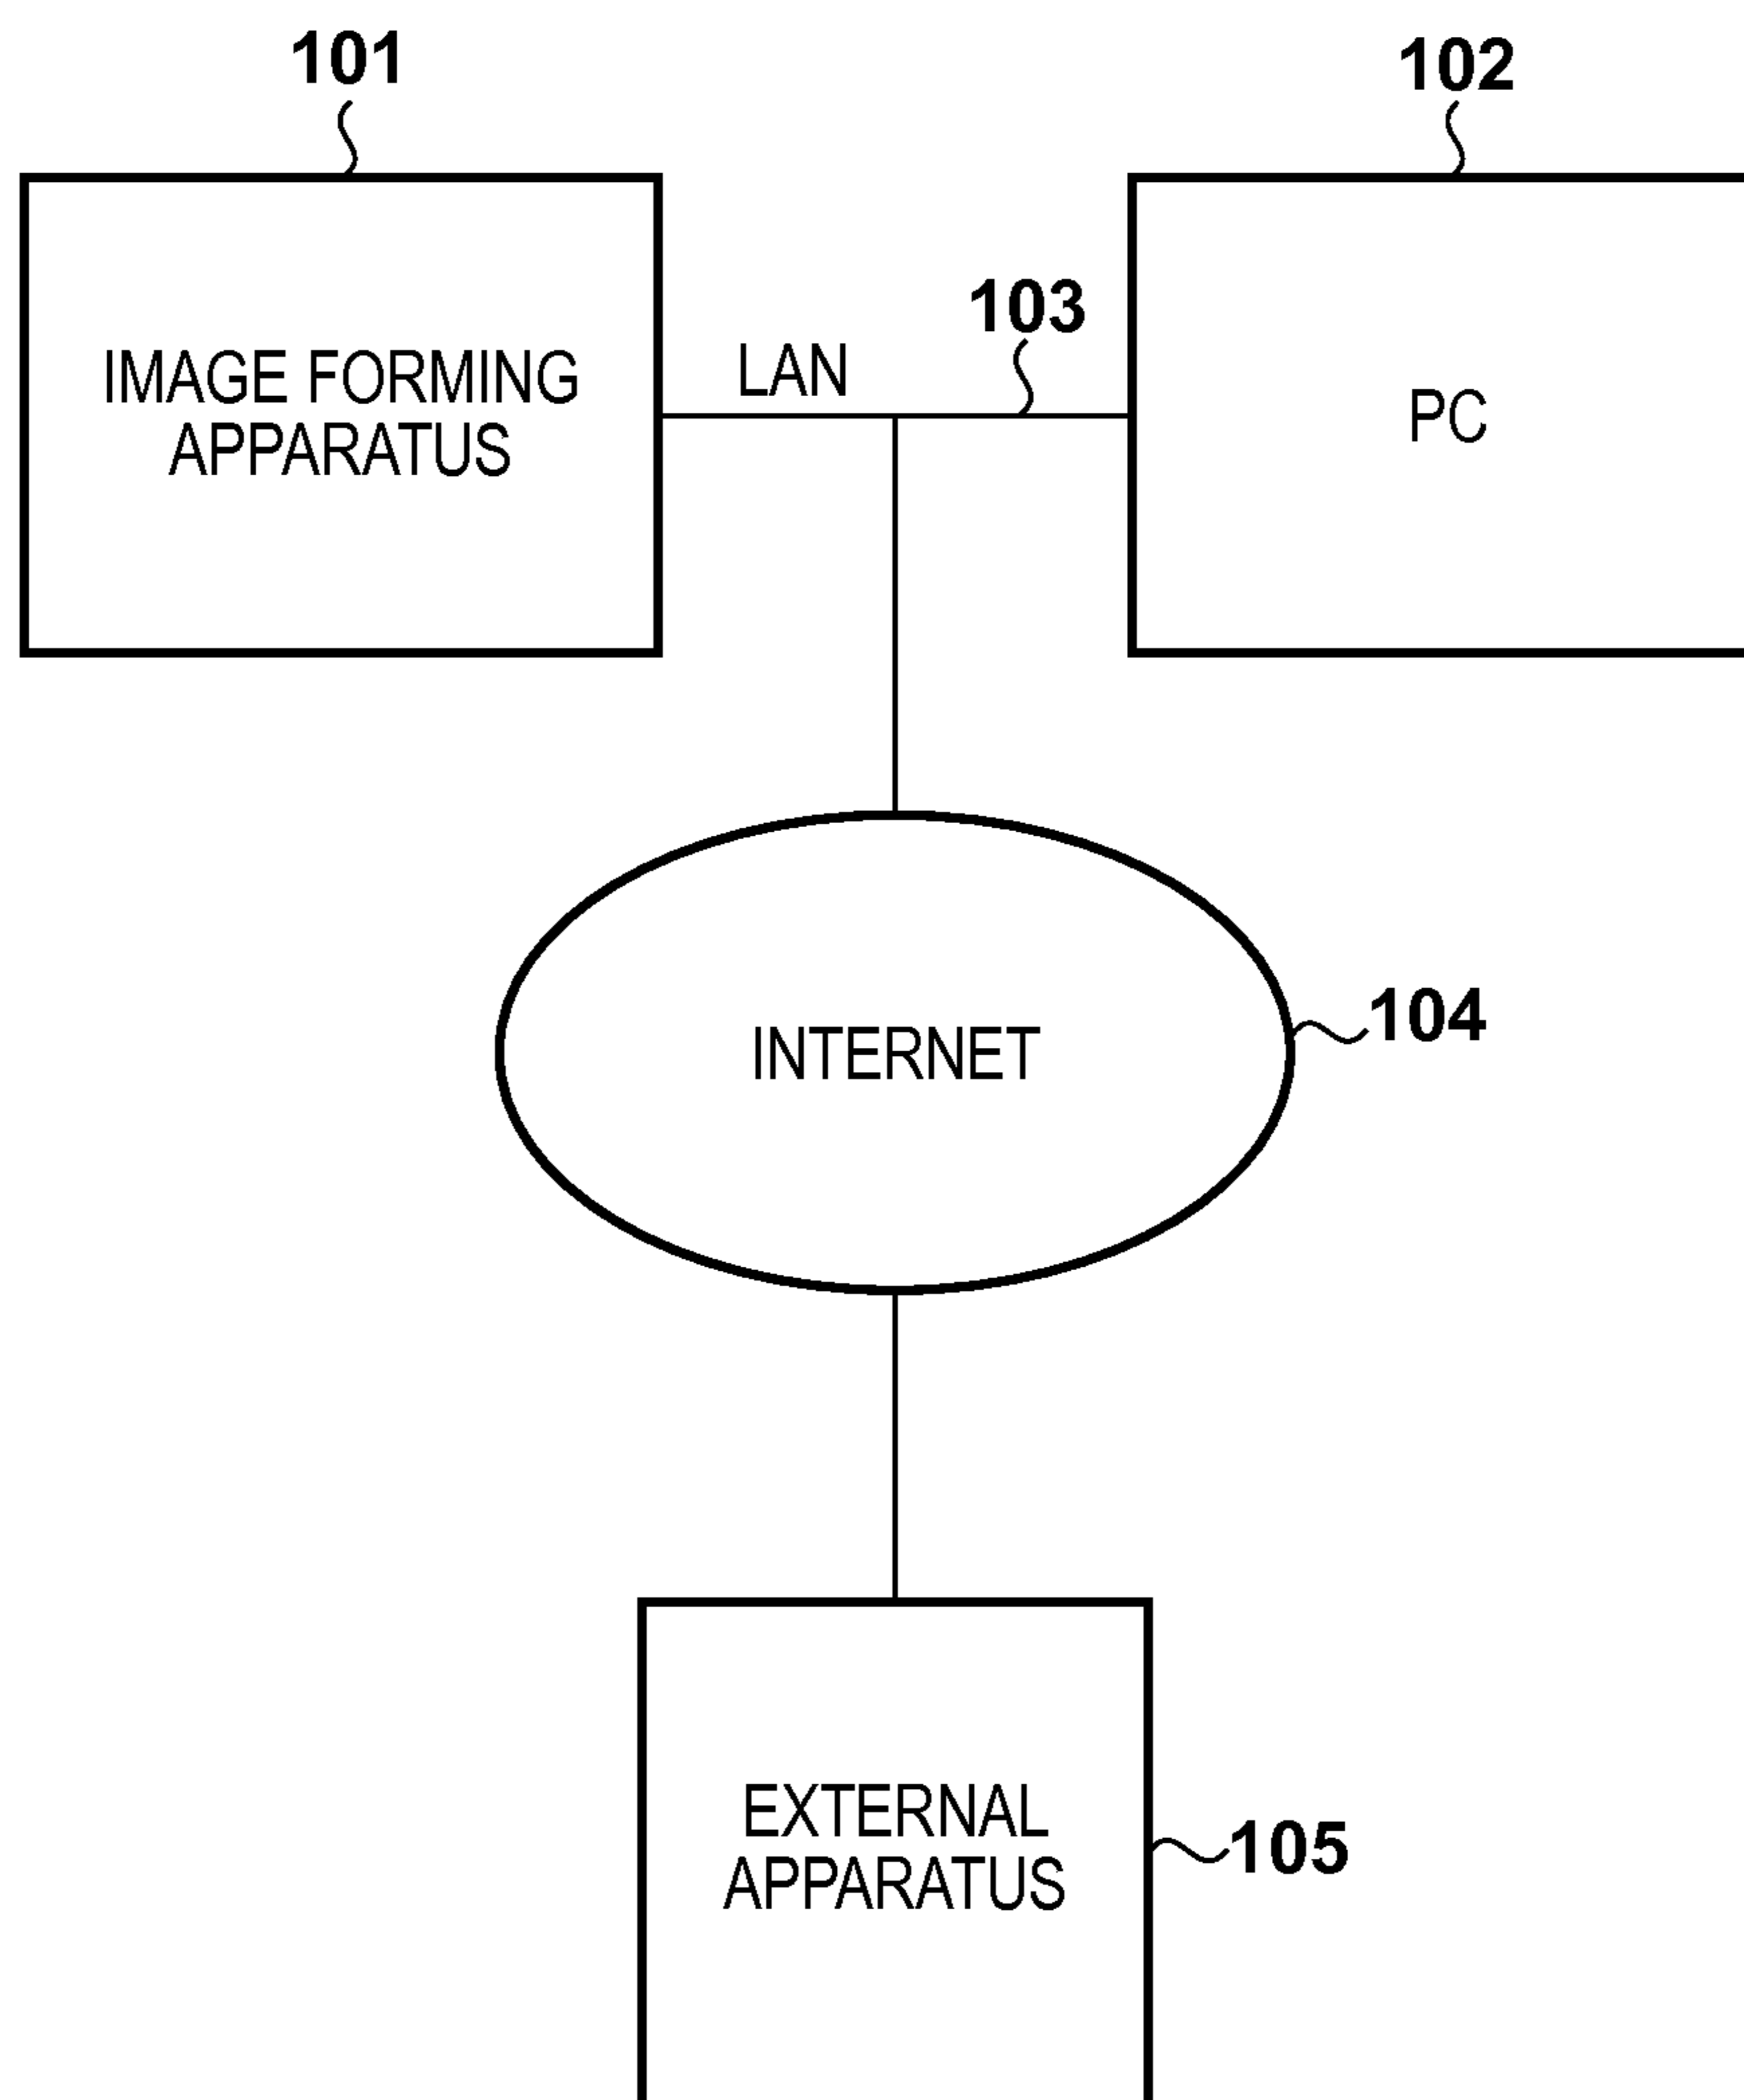 101
102
103
LAN
IMAGE FORMING
APPARATUS
PC
INTERNET
104
EXTERNAL
APPARATUS
105